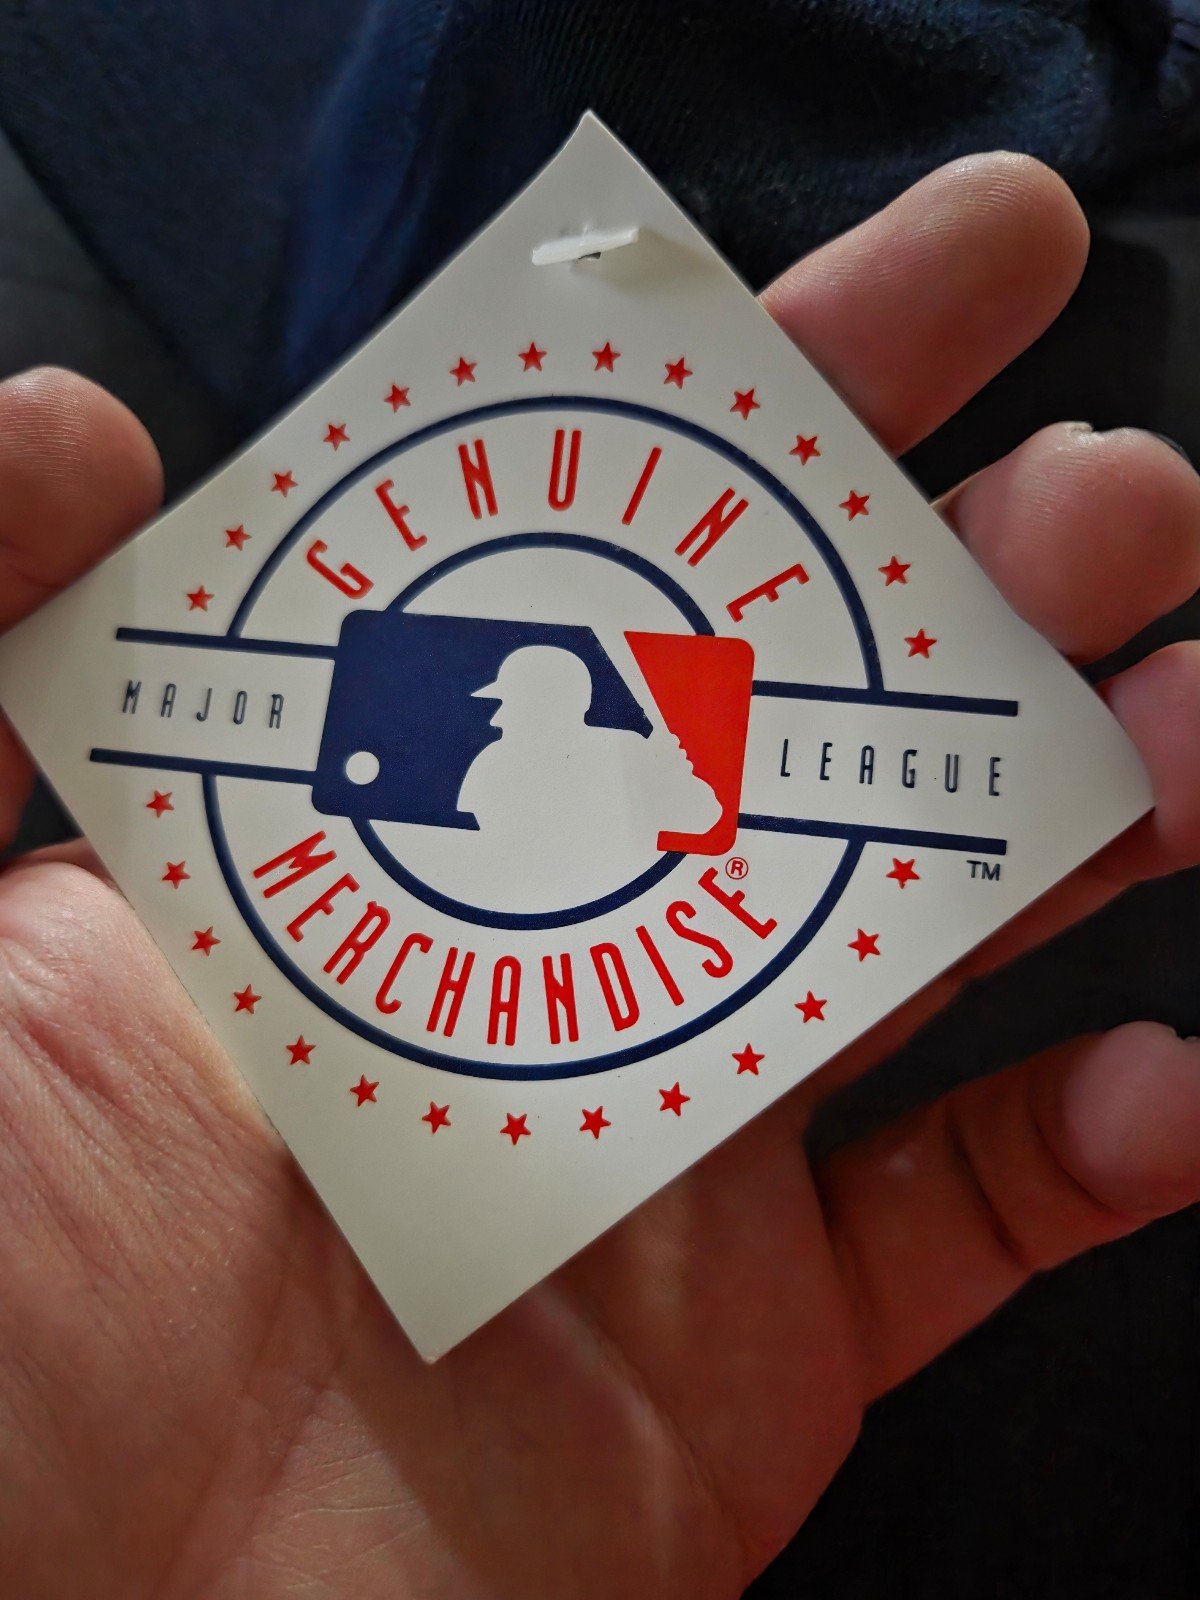 GENUINE
MAJOR LEAGUE
TM
MERCHANDISE®